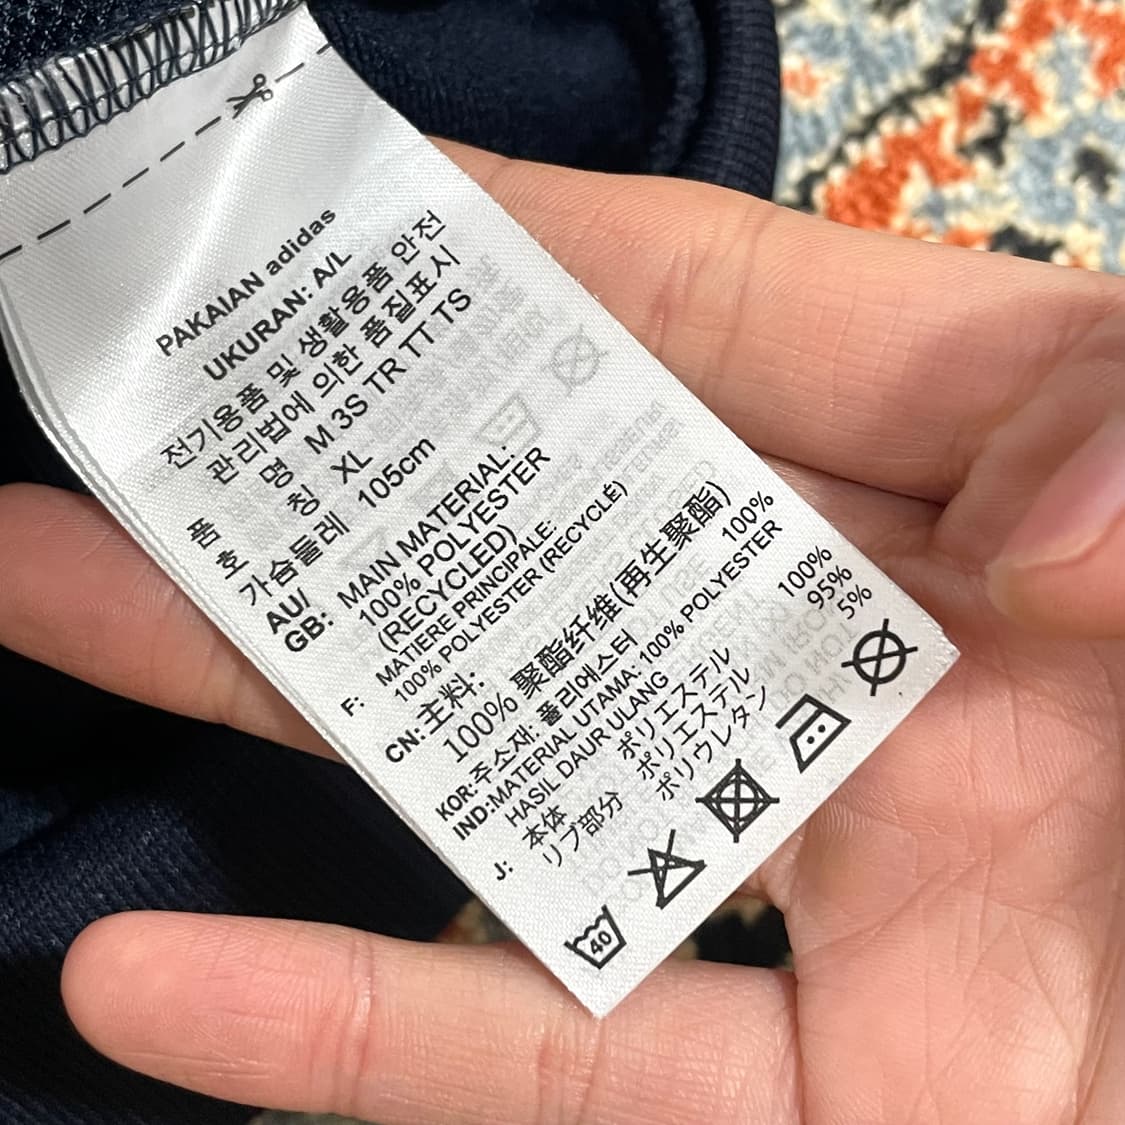 PAKAIAN adidas
UKURAN: A/L
전기용품 및 생활용품 안전
관리법에 의한 품질표시
품 명 M 3S TR TT TS
호 칭 XL
가슴둘레 105cm
AU/
GB: MAIN MATERIAL:
100% POLYESTER
(RECYCLED)
F: MATIERE PRINCIPALE:
100% POLYESTER (RECYCLÉ)
CN:主料:
100% 聚酯纤维(再生聚酯)
KOR:주소재: 폴리에스터 100%
IND:MATERIAL UTAMA: 100% POLYESTER
HASIL DAUR ULANG
J: 本体 ポリエステル 100%
リブ部分 ポリエステル 95%
ポリウレタン 5%
40